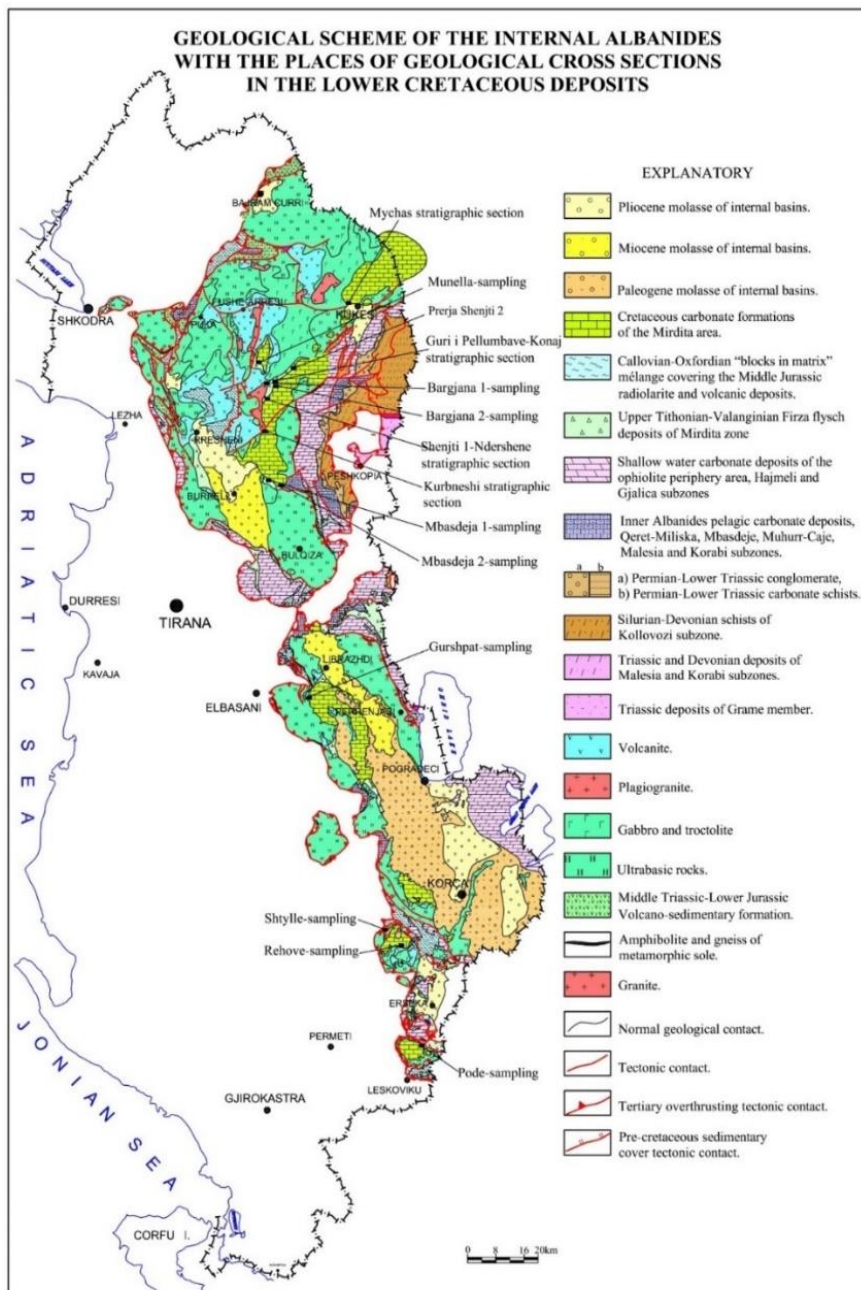 GEOLOGICAL SCHEME OF THE INTERNAL ALBANIDES
WITH THE PLACES OF GEOLOGICAL CROSS SECTIONS
IN THE LOWER CRETACEOUS DEPOSITS
BAJRAM CURRI
Mychas stratigraphic section
Munella-sampling
Prerja Shenjti 2
Guri i Pellumbave-Konaj
stratigraphic section
Bargjana 1-sampling
Bargjana 2-sampling
Shenjti 1-Ndershene
stratigraphic section
Kurbneshi stratigraphic
section
Mbasdeja 1-sampling
Mbasdeja 2-sampling
Gurshpat-sampling
Shtylle-sampling
Rehove-sampling
Pode-sampling
SHKODRA
PUKA
KUKESI
LEZHA
RRESHENI
PESHKOPIA
BURRELI
BULQIZA
DURRESI
TIRANA
KAVAJA
LIBRAZHDI
ELBASANI
POGRADECI
KORÇA
ERSEKA
PERMETI
LESKOVIKU
GJIROKASTRA
CORFU I.
ADRIATIC SEA
JONIAN SEA
EXPLANATORY
Pliocene molasse of internal basins.
Miocene molasse of internal basins.
Paleogene molasse of internal basins.
Cretaceous carbonate formations
of the Mirdita area.
Callovian-Oxfordian “blocks in matrix”
mélange covering the Middle Jurassic
radiolarite and volcanic deposits.
Upper Tithonian-Valanginian Firza flysch
deposits of Mirdita zone
Shallow water carbonate deposits of the
ophiolite periphery area, Hajmeli and
Gjalica subzones
Inner Albanides pelagic carbonate deposits,
Qeret-Miliska, Mbasdeje, Muhurr-Caje,
Malesia and Korabi subzones.
a b
a) Permian-Lower Triassic conglomerate,
b) Permian-Lower Triassic carbonate schists.
Silurian-Devonian schists of
Kollovozi subzone.
Triassic and Devonian deposits of
Malesia and Korabi subzones.
Triassic deposits of Grame member.
Volcanite.
Plagiogranite.
Gabbro and troctolite
Ultrabasic rocks.
Middle Triassic-Lower Jurassic
Volcano-sedimentary formation.
Amphibolite and gneiss of
metamorphic sole.
Granite.
Normal geological contact.
Tectonic contact.
Tertiary overthrusting tectonic contact.
Pre-cretaceous sedimentary
cover tectonic contact.
0 8 16 20km